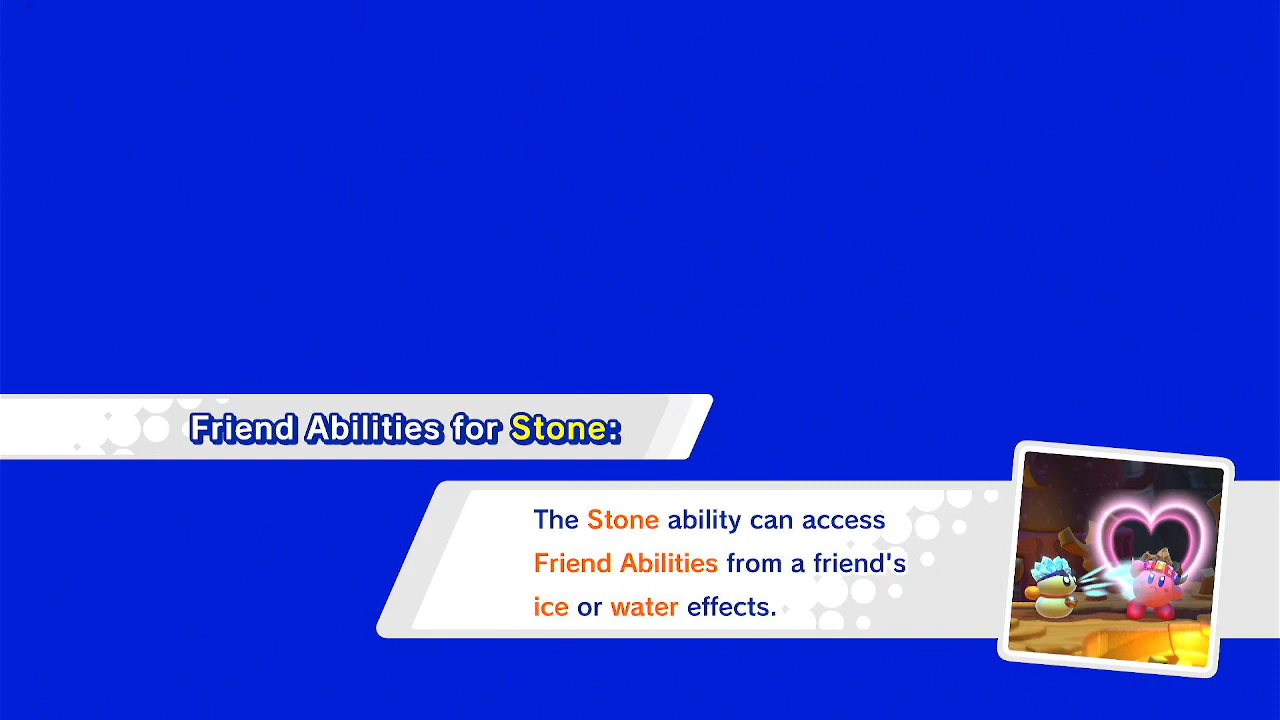 Friend Abilities for Stone:
The Stone ability can access
Friend Abilities from a friend's
ice or water effects.